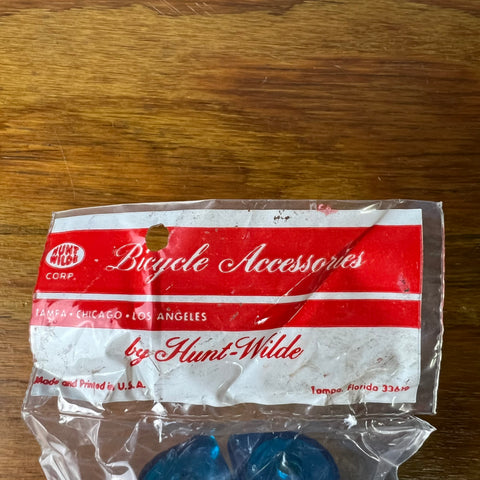 HUNT
WILDE
CORP.
Bicycle Accessories
TAMPA • CHICAGO • LOS ANGELES
by Hunt-Wilde
Made and Printed in U.S.A.
Tampa, Florida